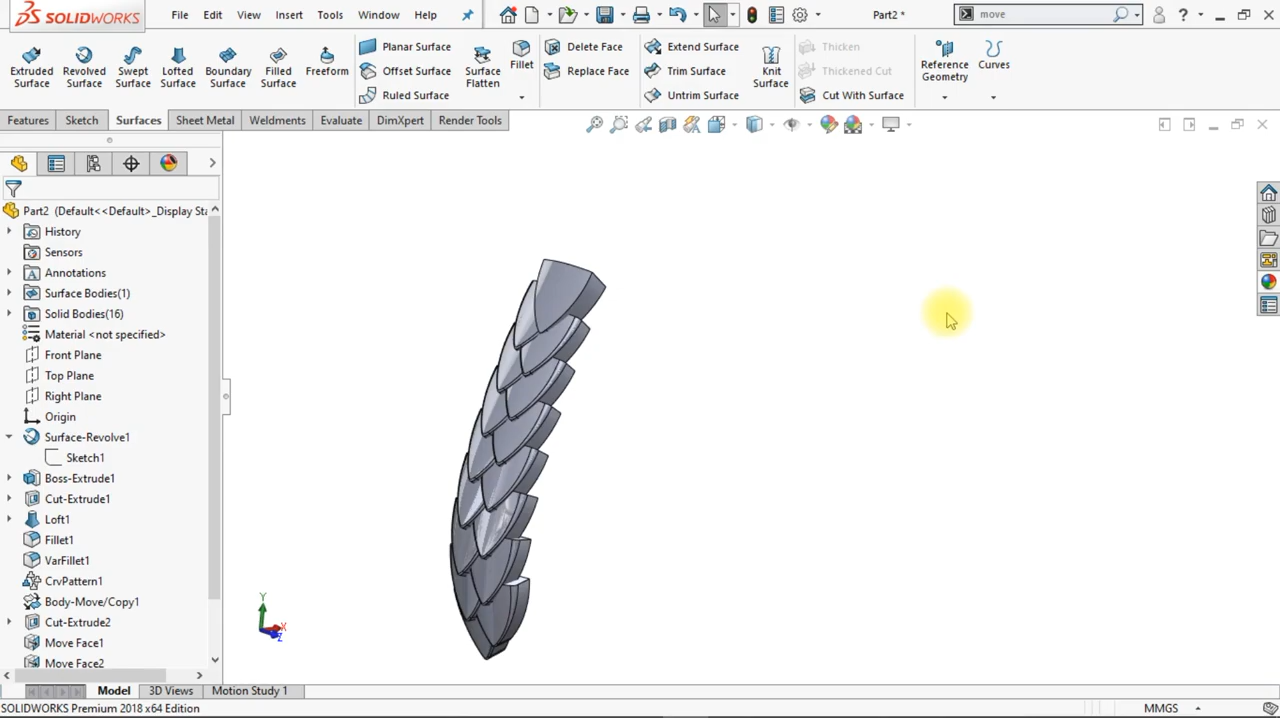 SOLIDWORKS
File Edit View Insert Tools Window Help
Part2 *
move
Extruded Surface
Revolved Surface
Swept Surface
Lofted Surface
Boundary Surface
Filled Surface
Freeform
Planar Surface
Offset Surface
Ruled Surface
Surface Flatten
Fillet
Delete Face
Replace Face
Extend Surface
Trim Surface
Untrim Surface
Knit Surface
Thicken
Thickened Cut
Cut With Surface
Reference Geometry
Curves
Features Sketch Surfaces Sheet Metal Weldments Evaluate DimXpert Render Tools
Part2 (Default<<Default>_Display Sta
History
Sensors
Annotations
Surface Bodies(1)
Solid Bodies(16)
Material <not specified>
Front Plane
Top Plane
Right Plane
Origin
Surface-Revolve1
Sketch1
Boss-Extrude1
Cut-Extrude1
Loft1
Fillet1
VarFillet1
CrvPattern1
Body-Move/Copy1
Cut-Extrude2
Move Face1
Move Face2
Y
X
Z
Model 3D Views Motion Study 1
SOLIDWORKS Premium 2018 x64 Edition
MMGS